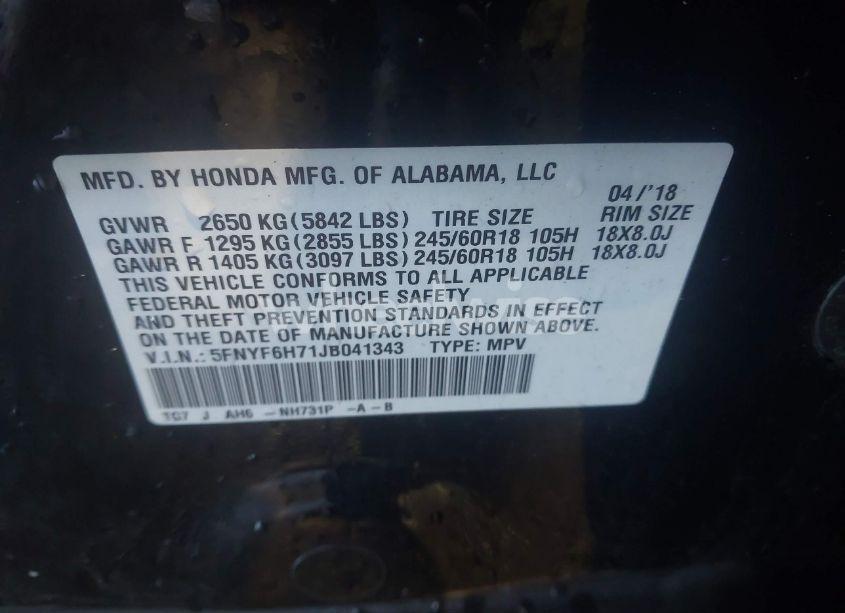 MFD. BY HONDA MFG. OF ALABAMA, LLC
04/'18
GVWR 2650 KG(5842 LBS) TIRE SIZE RIM SIZE
GAWR F 1295 KG(2855 LBS) 245/60R18 105H 18X8.0J
GAWR R 1405 KG(3097 LBS) 245/60R18 105H 18X8.0J
THIS VEHICLE CONFORMS TO ALL APPLICABLE
FEDERAL MOTOR VEHICLE SAFETY
AND THEFT PREVENTION STANDARDS IN EFFECT
ON THE DATE OF MANUFACTURE SHOWN ABOVE.
V.I.N.: 5FNYF6H71JB041343 TYPE: MPV
TG7 J AH6 - NH731P -A-B